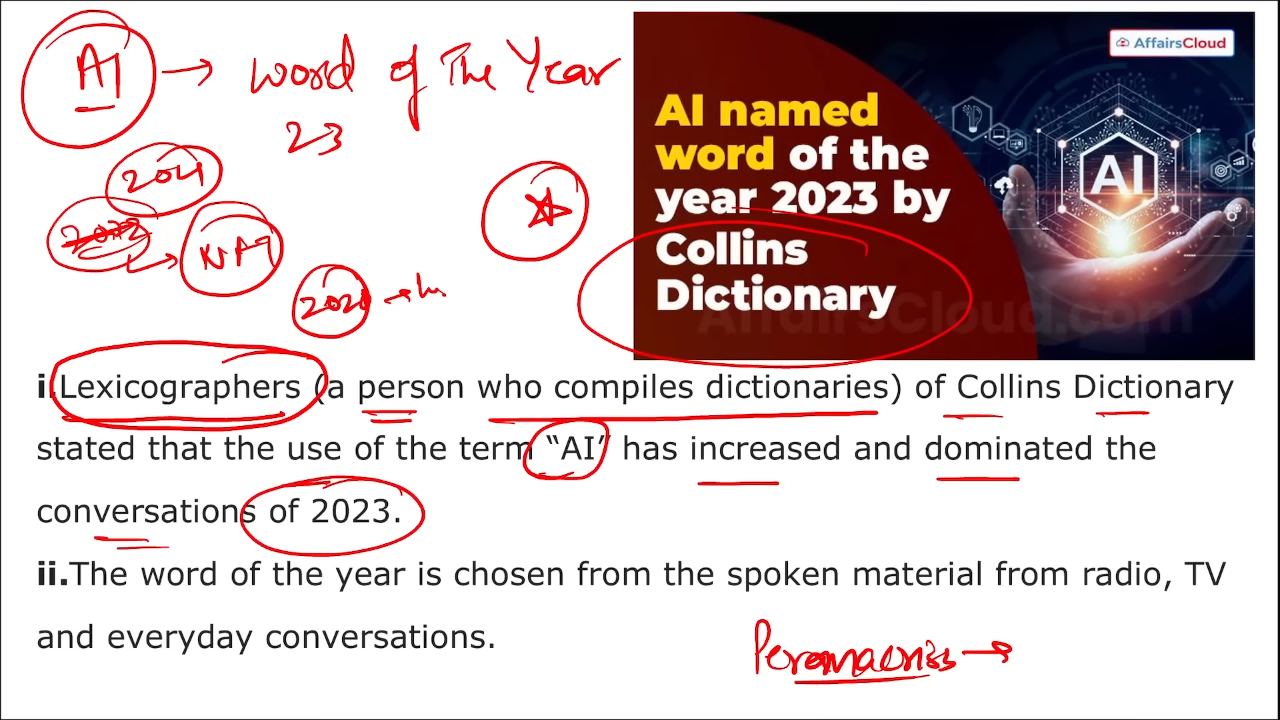 AI → Word of The Year
23
AffairsCloud
AI named
word of the
year 2023 by
Collins
Dictionary
AI
2021
2022
NFT
i.Lexicographers (a person who compiles dictionaries) of Collins Dictionary
stated that the use of the term “AI” has increased and dominated the
conversations of 2023.
ii.The word of the year is chosen from the spoken material from radio, TV
and everyday conversations.